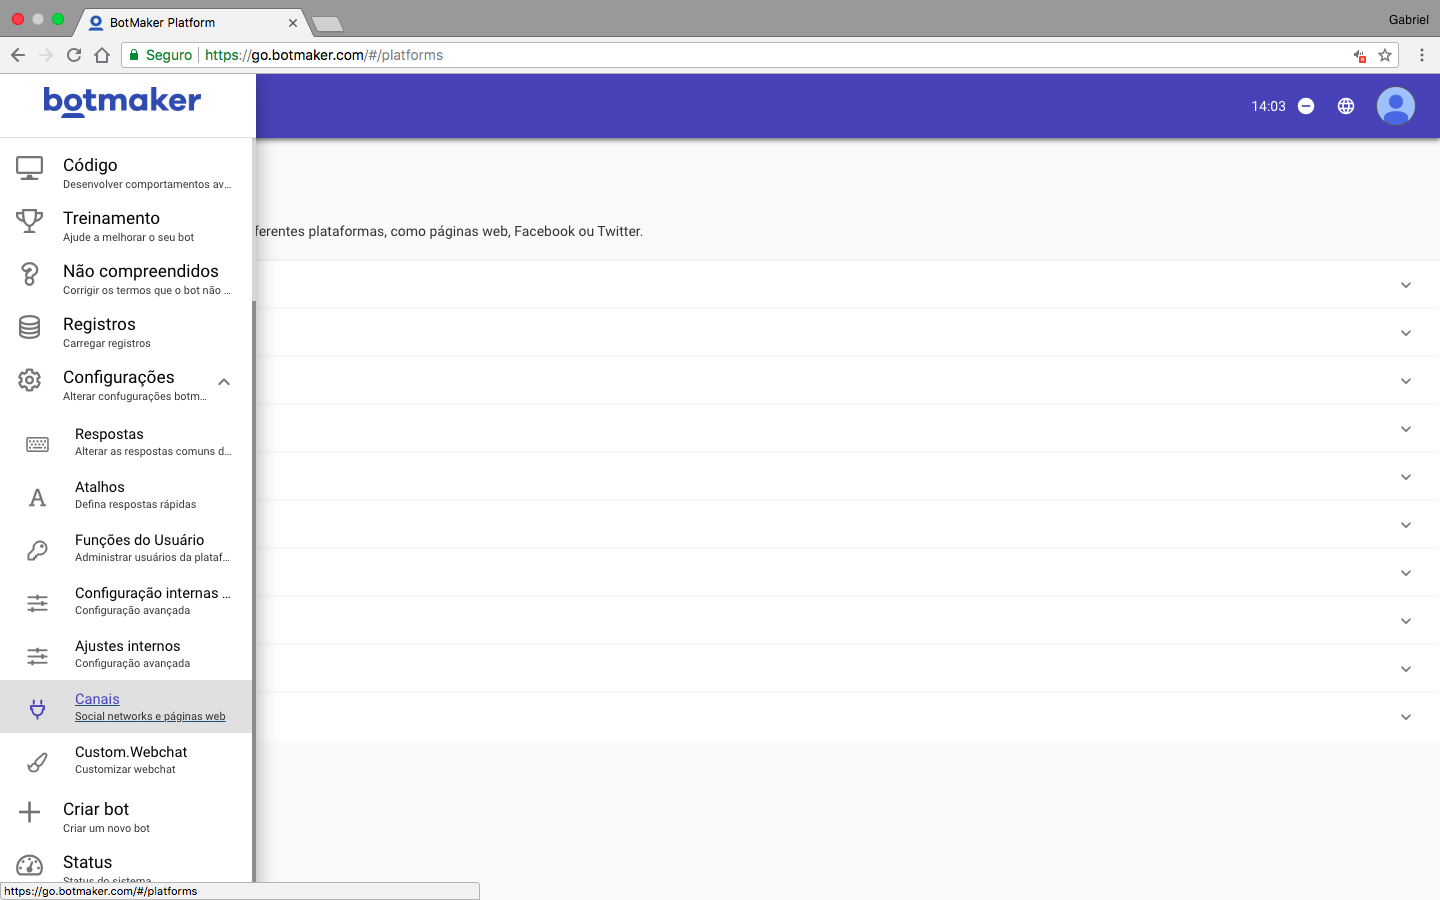 BotMaker Platform
Gabriel
Seguro
https://go.botmaker.com/#/platforms
botmaker
14:03
Código
Desenvolver comportamentos av...
Treinamento
Ajude a melhorar o seu bot
ferentes plataformas, como páginas web, Facebook ou Twitter.
Não compreendidos
Corrigir os termos que o bot não ...
Registros
Carregar registros
Configurações
Alterar confugurações botm...
Respostas
Alterar as respostas comuns d...
Atalhos
Defina respostas rápidas
Funções do Usuário
Administrar usuários da plataf...
Configuração internas ...
Configuração avançada
Ajustes internos
Configuração avançada
Canais
Social networks e páginas web
Custom.Webchat
Customizar webchat
Criar bot
Criar um novo bot
Status
Status do sistema
https://go.botmaker.com/#/platforms